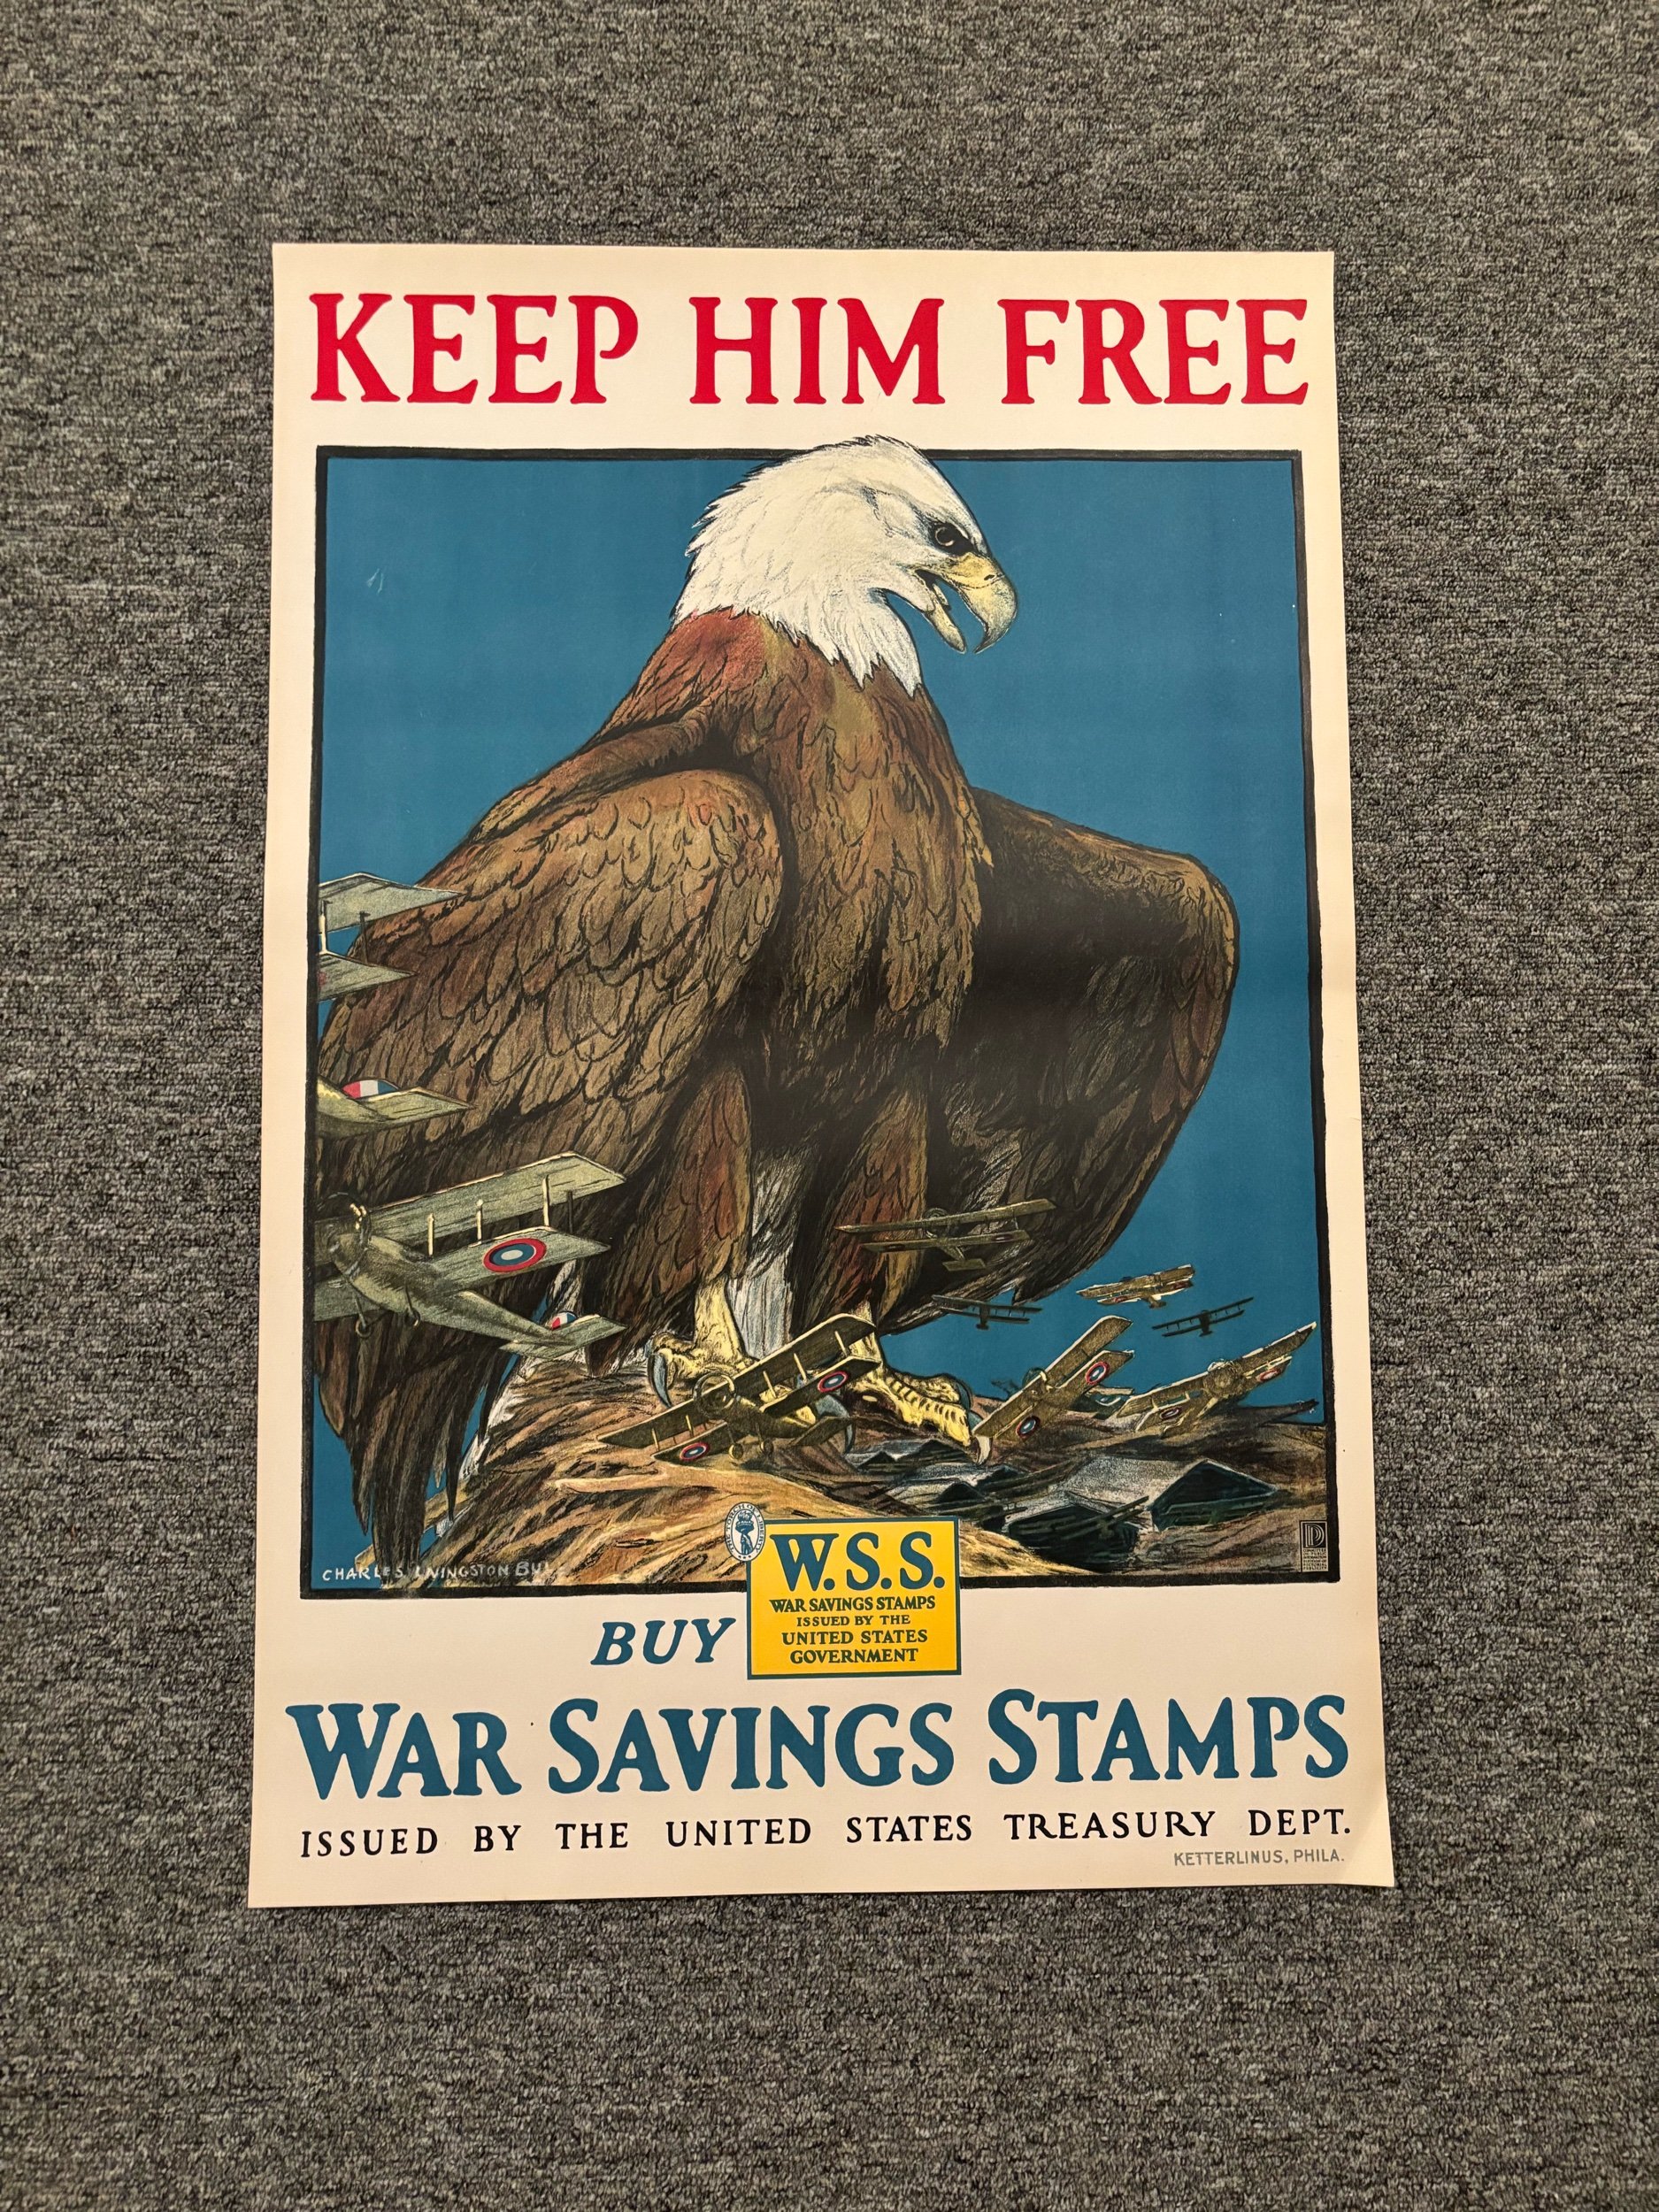 KEEP HIM FREE
CHARLES LIVINGSTON BULL
W.S.S.
WAR SAVINGS STAMPS
ISSUED BY THE
UNITED STATES
GOVERNMENT
BUY
WAR SAVINGS STAMPS
ISSUED BY THE UNITED STATES TREASURY DEPT.
KETTERLINUS, PHILA.